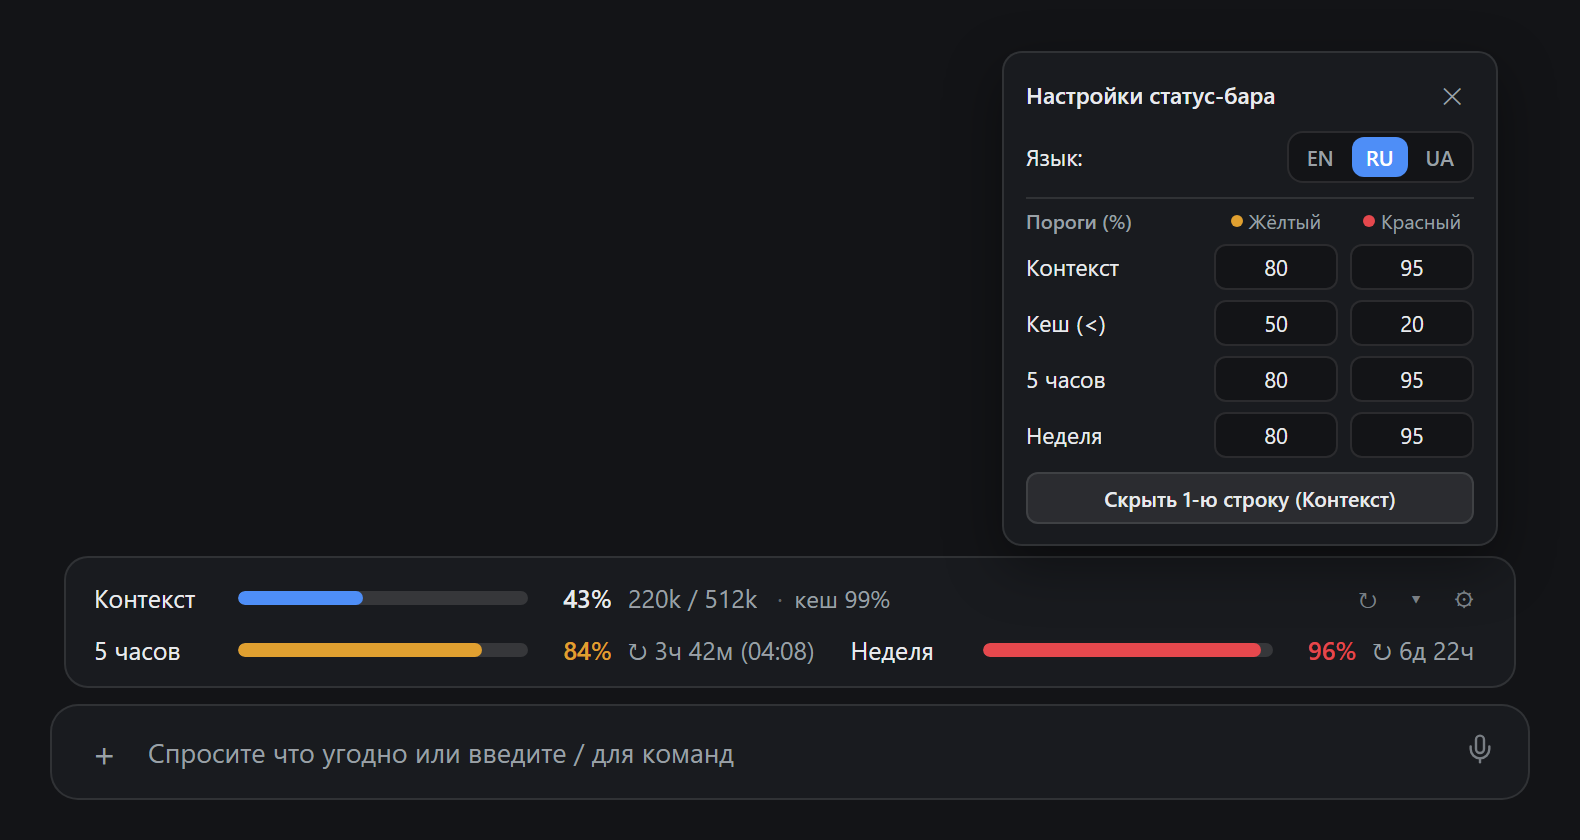 Настройки статус-бара
Язык: EN RU UA
Пороги (%) Жёлтый Красный
Контекст 80 95
Кеш (<) 50 20
5 часов 80 95
Неделя 80 95
Скрыть 1-ю строку (Контекст)
Контекст 43% 220k / 512k · кеш 99%
5 часов 84% ↻ 3ч 42м (04:08) Неделя 96% ↻ 6д 22ч
+ Спросите что угодно или введите / для команд